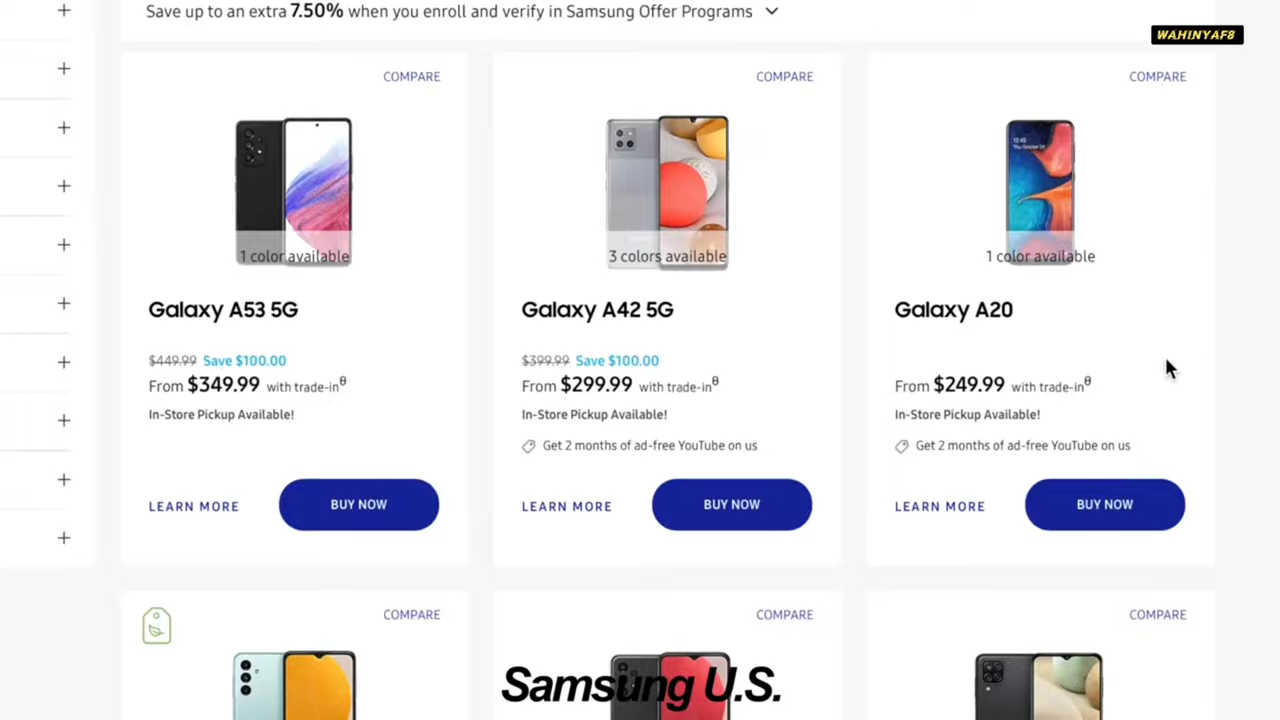 Save up to an extra 7.50% when you enroll and verify in Samsung Offer Programs
WAHINYAF8
COMPARE
COMPARE
COMPARE
12:45
1 color available
3 colors available
1 color available
Galaxy A53 5G
Galaxy A42 5G
Galaxy A20
$449.99 Save $100.00
$399.99 Save $100.00
From $349.99 with trade-inθ
From $299.99 with trade-inθ
From $249.99 with trade-inθ
In-Store Pickup Available!
In-Store Pickup Available!
In-Store Pickup Available!
Get 2 months of ad-free YouTube on us
Get 2 months of ad-free YouTube on us
LEARN MORE
BUY NOW
LEARN MORE
BUY NOW
LEARN MORE
BUY NOW
COMPARE
COMPARE
COMPARE
Samsung U.S.